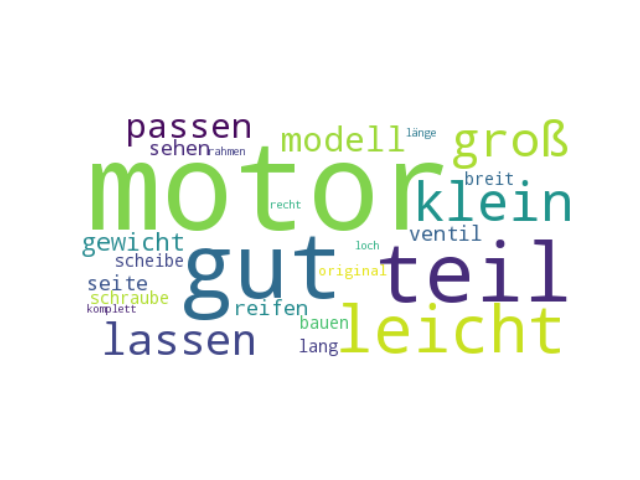 passen
modell
länge
groß
sehen
rahmen
motor
breit
klein
recht
gewicht
ventil
gut
loch
scheibe
teil
original
seite
schraube
komplett
reifen
leicht
bauen
lassen
lang